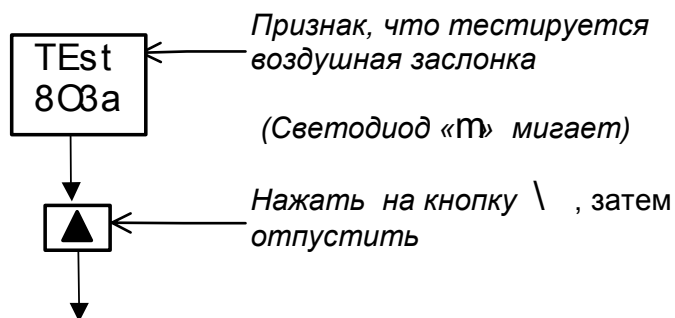 TEst
8O3a
Признак, что тестируется
воздушная заслонка
(Светодиод «m» мигает)
Нажать на кнопку \ , затем
отпустить